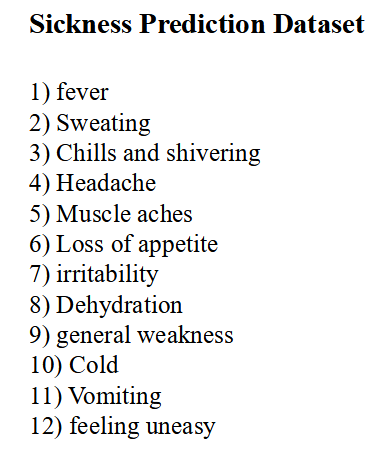 Sickness Prediction Dataset
1) fever
2) Sweating
3) Chills and shivering
4) Headache
5) Muscle aches
6) Loss of appetite
7) irritability
8) Dehydration
9) general weakness
10) Cold
11) Vomiting
12) feeling uneasy